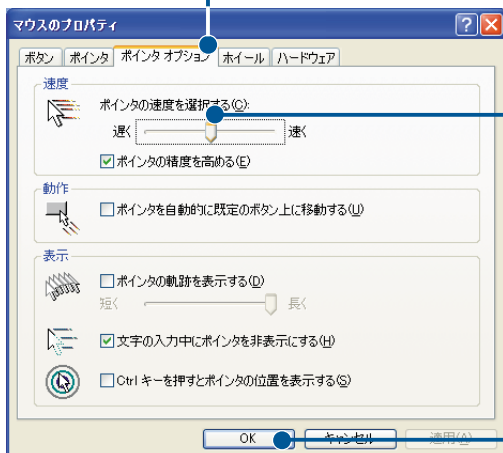 マウスのプロパティ
ボタン ポインタ ポインタ オプション ホイール ハードウェア
速度
ポインタの速度を選択する(C):
遅く 速く
ポインタの精度を高める(E)
動作
ポインタを自動的に既定のボタン上に移動する(U)
表示
ポインタの軌跡を表示する(D)
短く 長く
文字の入力中にポインタを非表示にする(H)
Ctrl キーを押すとポインタの位置を表示する(S)
OK キャンセル 適用(A)